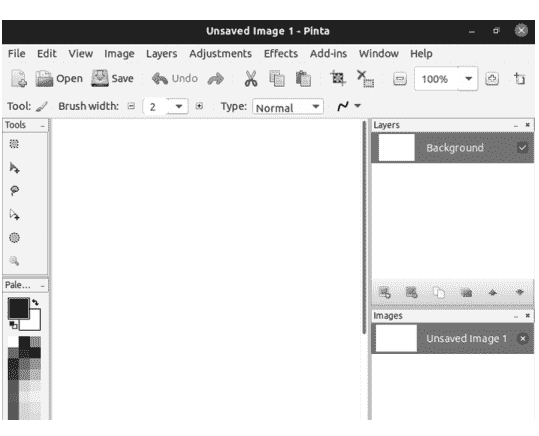 Unsaved Image 1 - Pinta
File Edit View Image Layers Adjustments Effects Add-ins Window Help
Open Save Undo 100%
Tool: Brush width: 2 Type: Normal
Tools
Layers
Background
Pale...
Images
Unsaved Image 1